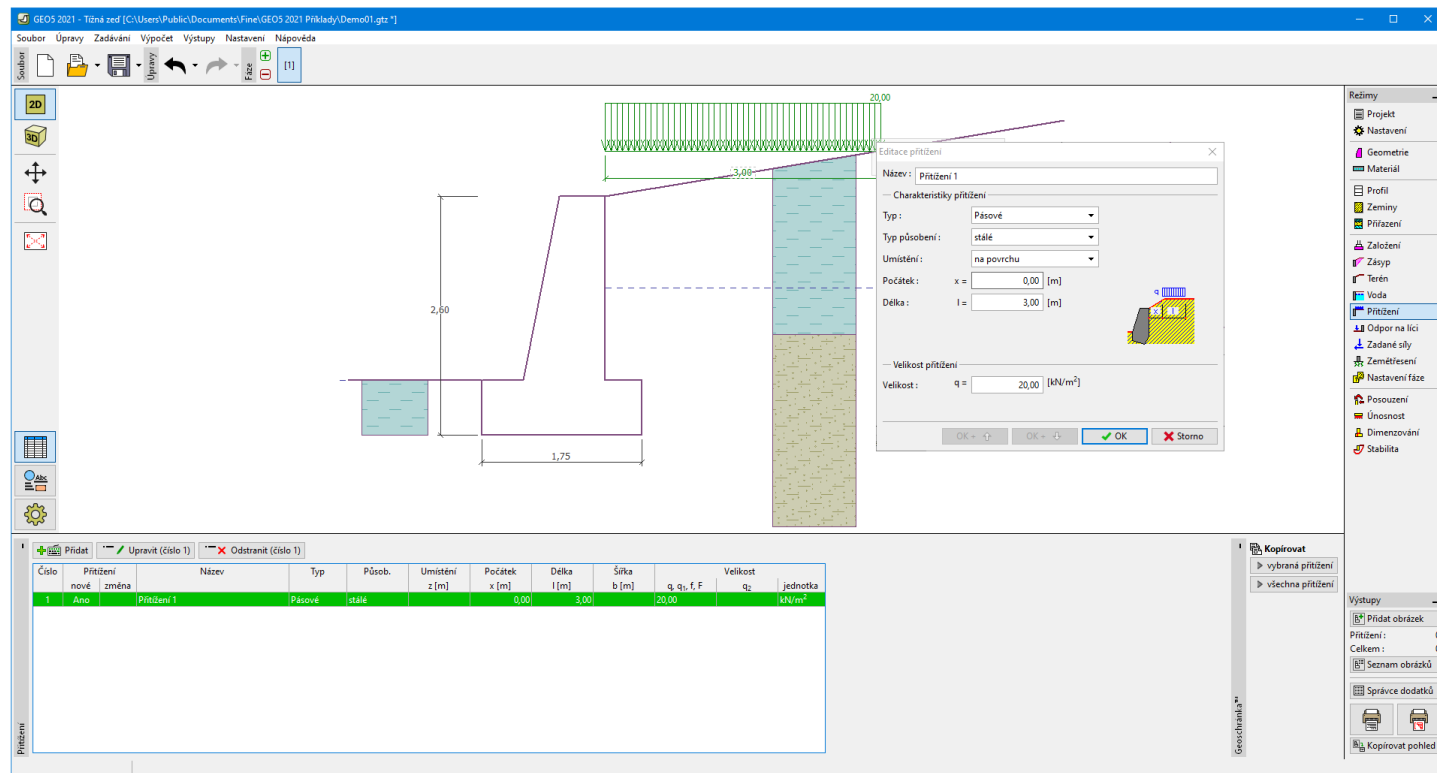 GEO5 2021 - Tížná zeď [C:\Users\Public\Documents\Fine\GEO5 2021 Příklady\Demo01.gtz *]
Soubor Úpravy Zadávání Výpočet Výstupy Nastavení Nápověda
Soubor
Úpravy
Fáze
[1]
2D
3D
20,00
3,00
2,60
1,75
Editace přitížení
Název : Přitížení 1
Charakteristiky přitížení
Typ : Pásové
Typ působení : stálé
Umístění : na povrchu
Počátek : x = 0,00 [m]
Délka : l = 3,00 [m]
q
x l
Velikost přitížení
Velikost : q = 20,00 [kN/m²]
OK + OK + OK Storno
Režimy
Projekt
Nastavení
Geometrie
Materiál
Profil
Zeminy
Přiřazení
Založení
Zásyp
Terén
Voda
Přitížení
Odpor na líci
Zadané síly
Zemětřesení
Nastavení fáze
Posouzení
Únosnost
Dimenzování
Stabilita
Abc
Přidat Upravit (číslo 1) Odstranit (číslo 1)
Číslo Přitížení Název Typ Působ. Umístění Počátek Délka Šířka Velikost
nové změna z [m] x [m] l [m] b [m] q, q₁, f, F q₂ jednotka
1 Ano Přitížení 1 Pásové stálé 0,00 3,00 20,00 kN/m²
Přitížení
Geoschránka™
Kopírovat
vybraná přitížení
všechna přitížení
Výstupy
Přidat obrázek
Přitížení :
Celkem :
Seznam obrázků
Správce dodatků
Kopírovat pohled